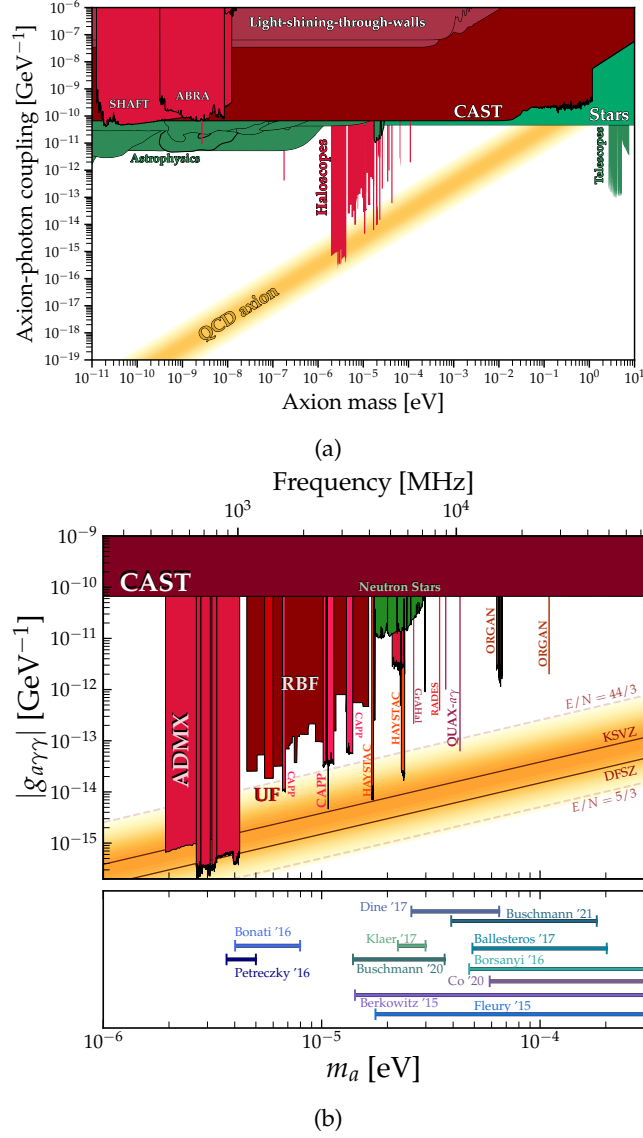 10⁻⁶
10⁻⁷
10⁻⁸
10⁻⁹
10⁻¹⁰
10⁻¹¹
10⁻¹²
10⁻¹³
10⁻¹⁴
10⁻¹⁵
10⁻¹⁶
10⁻¹⁷
10⁻¹⁸
10⁻¹⁹
Axion-photon coupling [GeV⁻¹]
Light-shining-through-walls
SHAFT
ABRA
CAST
Stars
Astrophysics
Haloscopes
Telescopes
QCD axion
10⁻¹¹ 10⁻¹⁰ 10⁻⁹ 10⁻⁸ 10⁻⁷ 10⁻⁶ 10⁻⁵ 10⁻⁴ 10⁻³ 10⁻² 10⁻¹ 10⁰ 10¹
Axion mass [eV]
(a)
Frequency [MHz]
10³ 10⁴
10⁻⁹
10⁻¹⁰
10⁻¹¹
10⁻¹²
10⁻¹³
10⁻¹⁴
10⁻¹⁵
|g_aγγ| [GeV⁻¹]
CAST
Neutron Stars
ADMX
RBF
UF
CAPP
CAPP
CAPP
HAYSTAC
HAYSTAC
GrAHal
RADES
QUAX-aγ
ORGAN
ORGAN
E/N = 44/3
KSVZ
DFSZ
E/N = 5/3
Dine '17
Buschmann '21
Bonati '16
Klaer '17
Ballesteros '17
Petreczky '16
Buschmann '20
Borsanyi '16
Co '20
Berkowitz '15
Fleury '15
10⁻⁶ 10⁻⁵ 10⁻⁴
m_a [eV]
(b)